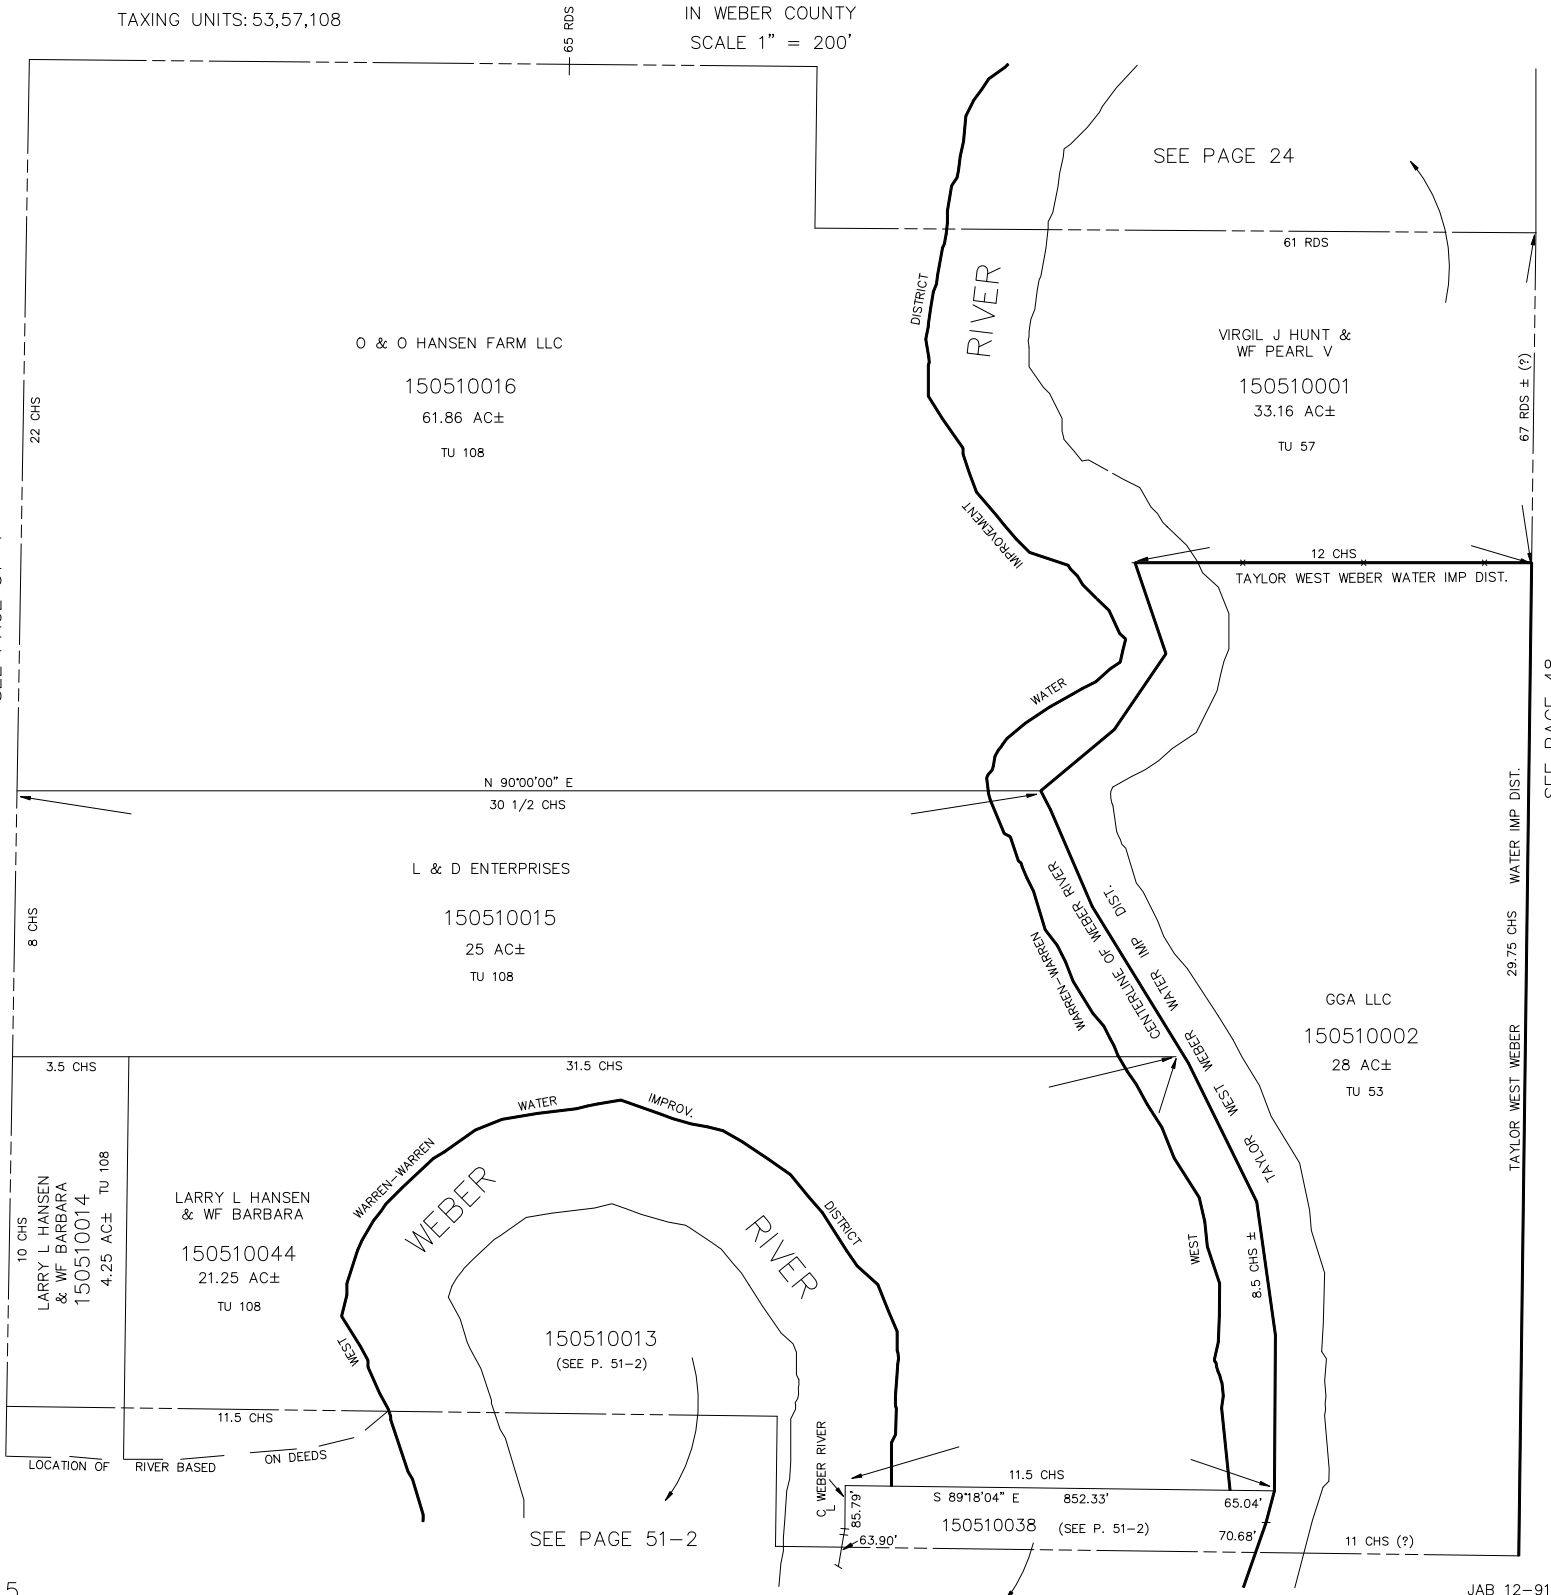 TAXING UNITS: 53,57,108
65 RDS
IN WEBER COUNTY
SCALE 1" = 200'
SEE PAGE 24
61 RDS
DISTRICT
RIVER
O & O HANSEN FARM LLC
150510016
61.86 AC±
TU 108
VIRGIL J HUNT &
WF PEARL V
150510001
33.16 AC±
TU 57
67 RDS ± (?)
22 CHS
IMPROVEMENT
12 CHS
TAYLOR WEST WEBER WATER IMP DIST.
WATER
SEE PAGE 48
N 90°00'00" E
30 1/2 CHS
L & D ENTERPRISES
150510015
25 AC±
TU 108
8 CHS
WARREN-WARREN
CENTERLINE OF WEBER RIVER
TAYLOR WEST WEBER WATER IMP DIST.
TAYLOR WEST WEBER 29.75 CHS WATER IMP DIST.
GGA LLC
150510002
28 AC±
TU 53
3.5 CHS
31.5 CHS
WARREN-WARREN
WATER
IMPROV.
DISTRICT
WEBER
RIVER
10 CHS
LARRY L HANSEN
& WF BARBARA
150510014
4.25 AC± TU 108
LARRY L HANSEN
& WF BARBARA
150510044
21.25 AC±
TU 108
WEST
WEST
8.5 CHS ±
150510013
(SEE P. 51-2)
11.5 CHS
LOCATION OF RIVER BASED ON DEEDS
CL WEBER RIVER
85.79'
11.5 CHS
S 89°18'04" E 852.33'
65.04'
150510038 (SEE P. 51-2)
70.68'
63.90'
11 CHS (?)
SEE PAGE 51-2
5
JAB 12-91